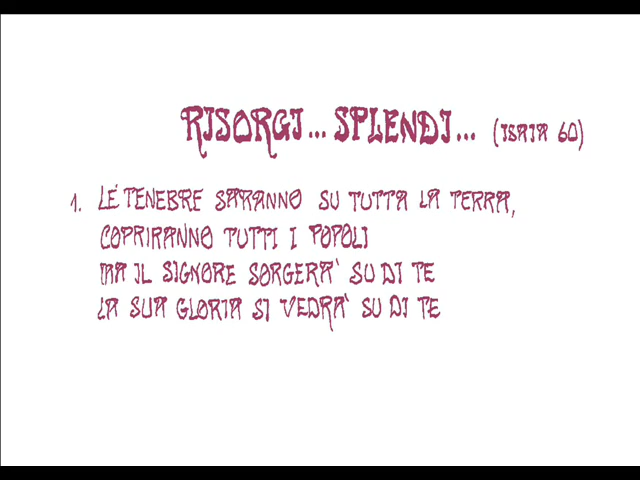 RISORGI... SPLENDI... (ISAIA 60)
1. LE TENEBRE SARANNO SU TUTTA LA TERRA,
COPRIRANNO TUTTI I POPOLI
MA IL SIGNORE SORGERA' SU DI TE
LA SUA GLORIA SI VEDRA' SU DI TE